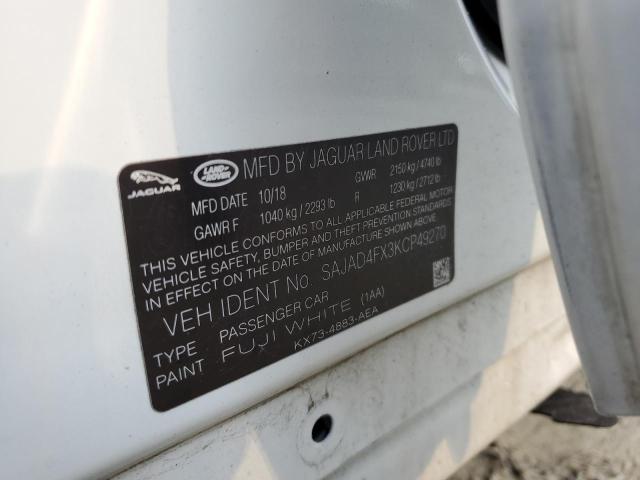 JAGUAR LAND-ROVER MFD BY JAGUAR LAND ROVER LTD
MFD DATE 10/18 GVWR 2150 kg / 4740 lb
GAWR F 1040 kg / 2293 lb R 1230 kg / 2712 lb
THIS VEHICLE CONFORMS TO ALL APPLICABLE FEDERAL MOTOR
VEHICLE SAFETY, BUMPER AND THEFT PREVENTION STANDARDS
IN EFFECT ON THE DATE OF MANUFACTURE SHOWN ABOVE.
VEH IDENT No. SAJAD4FX3KCP49270
TYPE PASSENGER CAR
PAINT FUJI WHITE (1AA)
KX73-4883-AEA